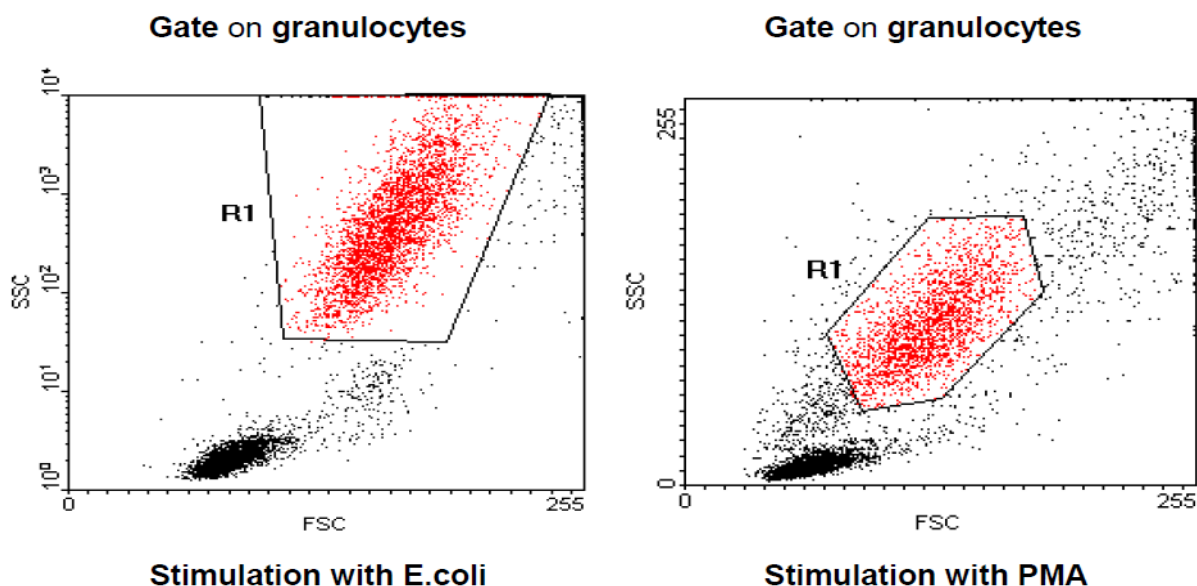 Gate on granulocytes
10⁴
10³
R1
SSC
10²
10¹
10⁰
0
255
FSC
Stimulation with E.coli
Gate on granulocytes
255
R1
SSC
0
0
255
FSC
Stimulation with PMA